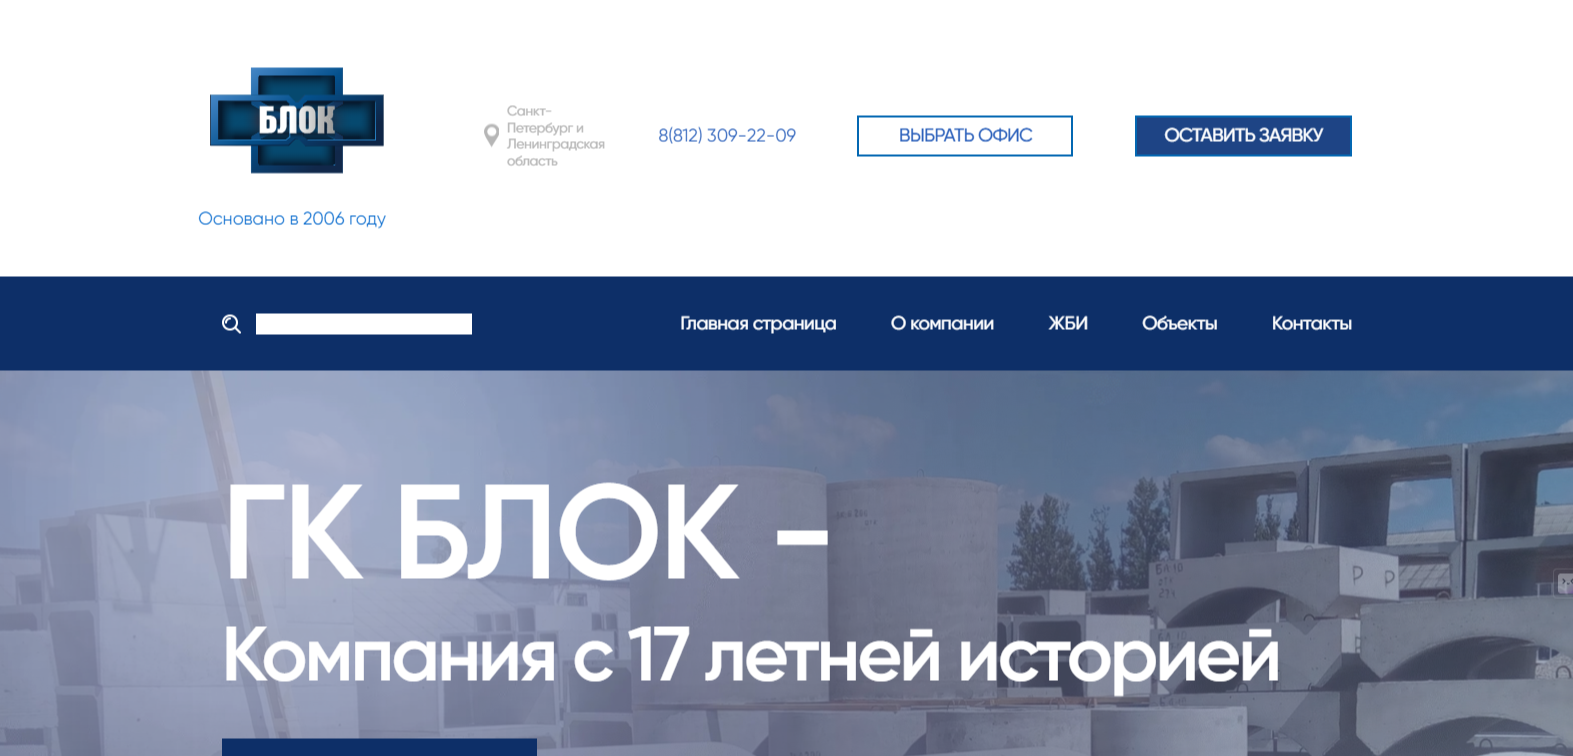 БЛОК
Санкт-
Петербург и
Ленинградская
область
8(812) 309-22-09
ВЫБРАТЬ ОФИС
ОСТАВИТЬ ЗАЯВКУ
Основано в 2006 году
Главная страница
О компании
ЖБИ
Объекты
Контакты
ГК БЛОК -
Компания с 17 летней историей
Р Р